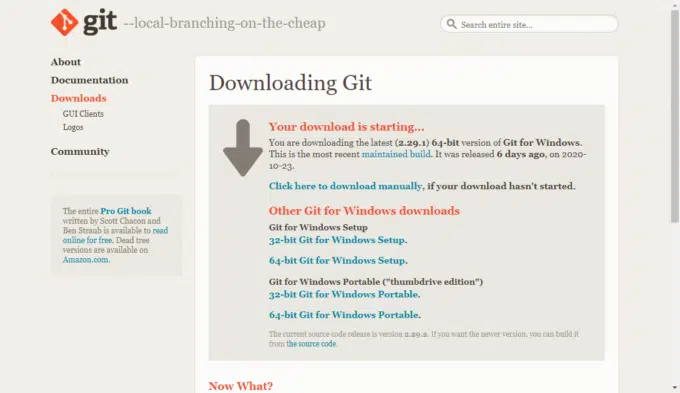 git --local-branching-on-the-cheap
Search entire site...
About
Documentation
Downloads
GUI Clients
Logos
Community
The entire Pro Git book
written by Scott Chacon and
Ben Straub is available to read
online for free. Dead tree
versions are available on
Amazon.com.
Downloading Git
Your download is starting...
You are downloading the latest (2.29.1) 64-bit version of Git for Windows.
This is the most recent maintained build. It was released 6 days ago, on 2020-
10-23.
Click here to download manually, if your download hasn't started.
Other Git for Windows downloads
Git for Windows Setup
32-bit Git for Windows Setup.
64-bit Git for Windows Setup.
Git for Windows Portable ("thumbdrive edition")
32-bit Git for Windows Portable.
64-bit Git for Windows Portable.
The current source code release is version 2.29.2. If you want the newer version, you can build it
from the source code.
Now What?